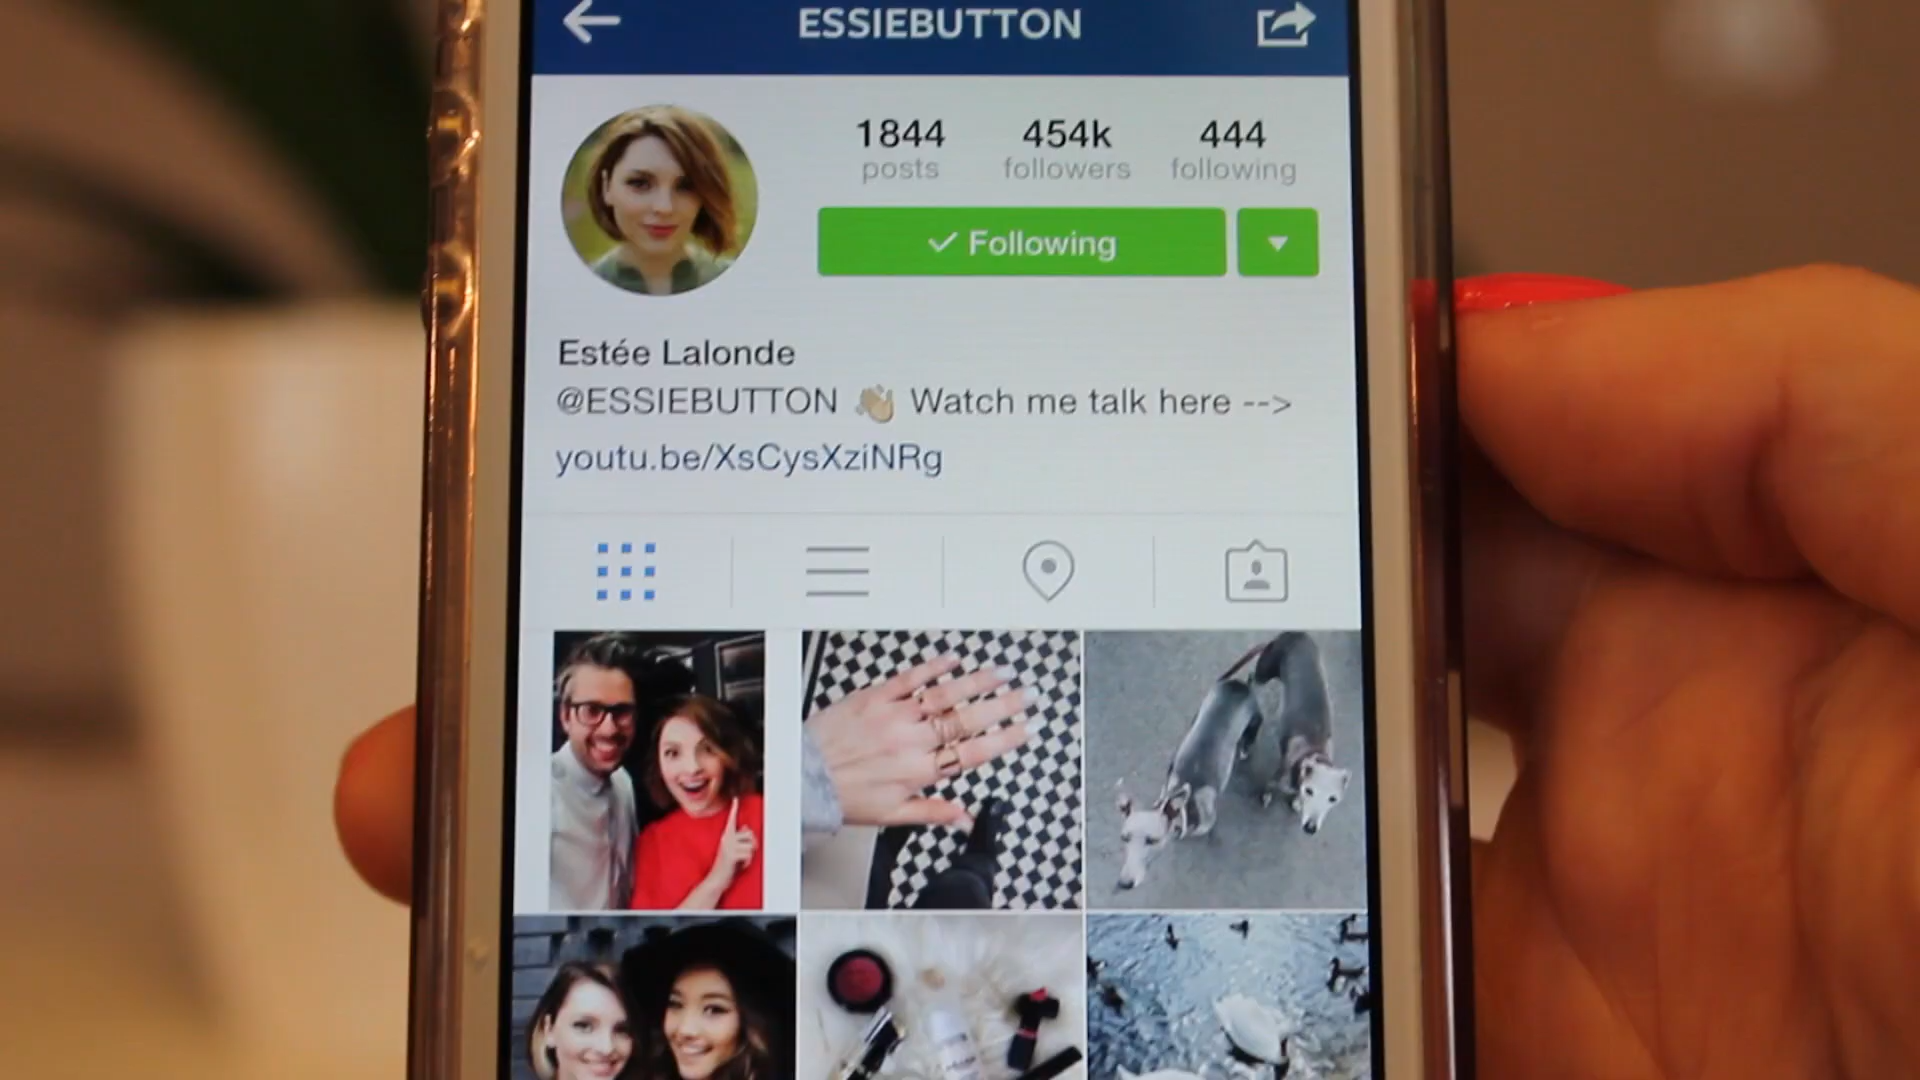 ESSIEBUTTON
1844 454k 444
posts followers following
Following
Estée Lalonde
@ESSIEBUTTON 👋🏼 Watch me talk here -->
youtu.be/XsCysXziNRg